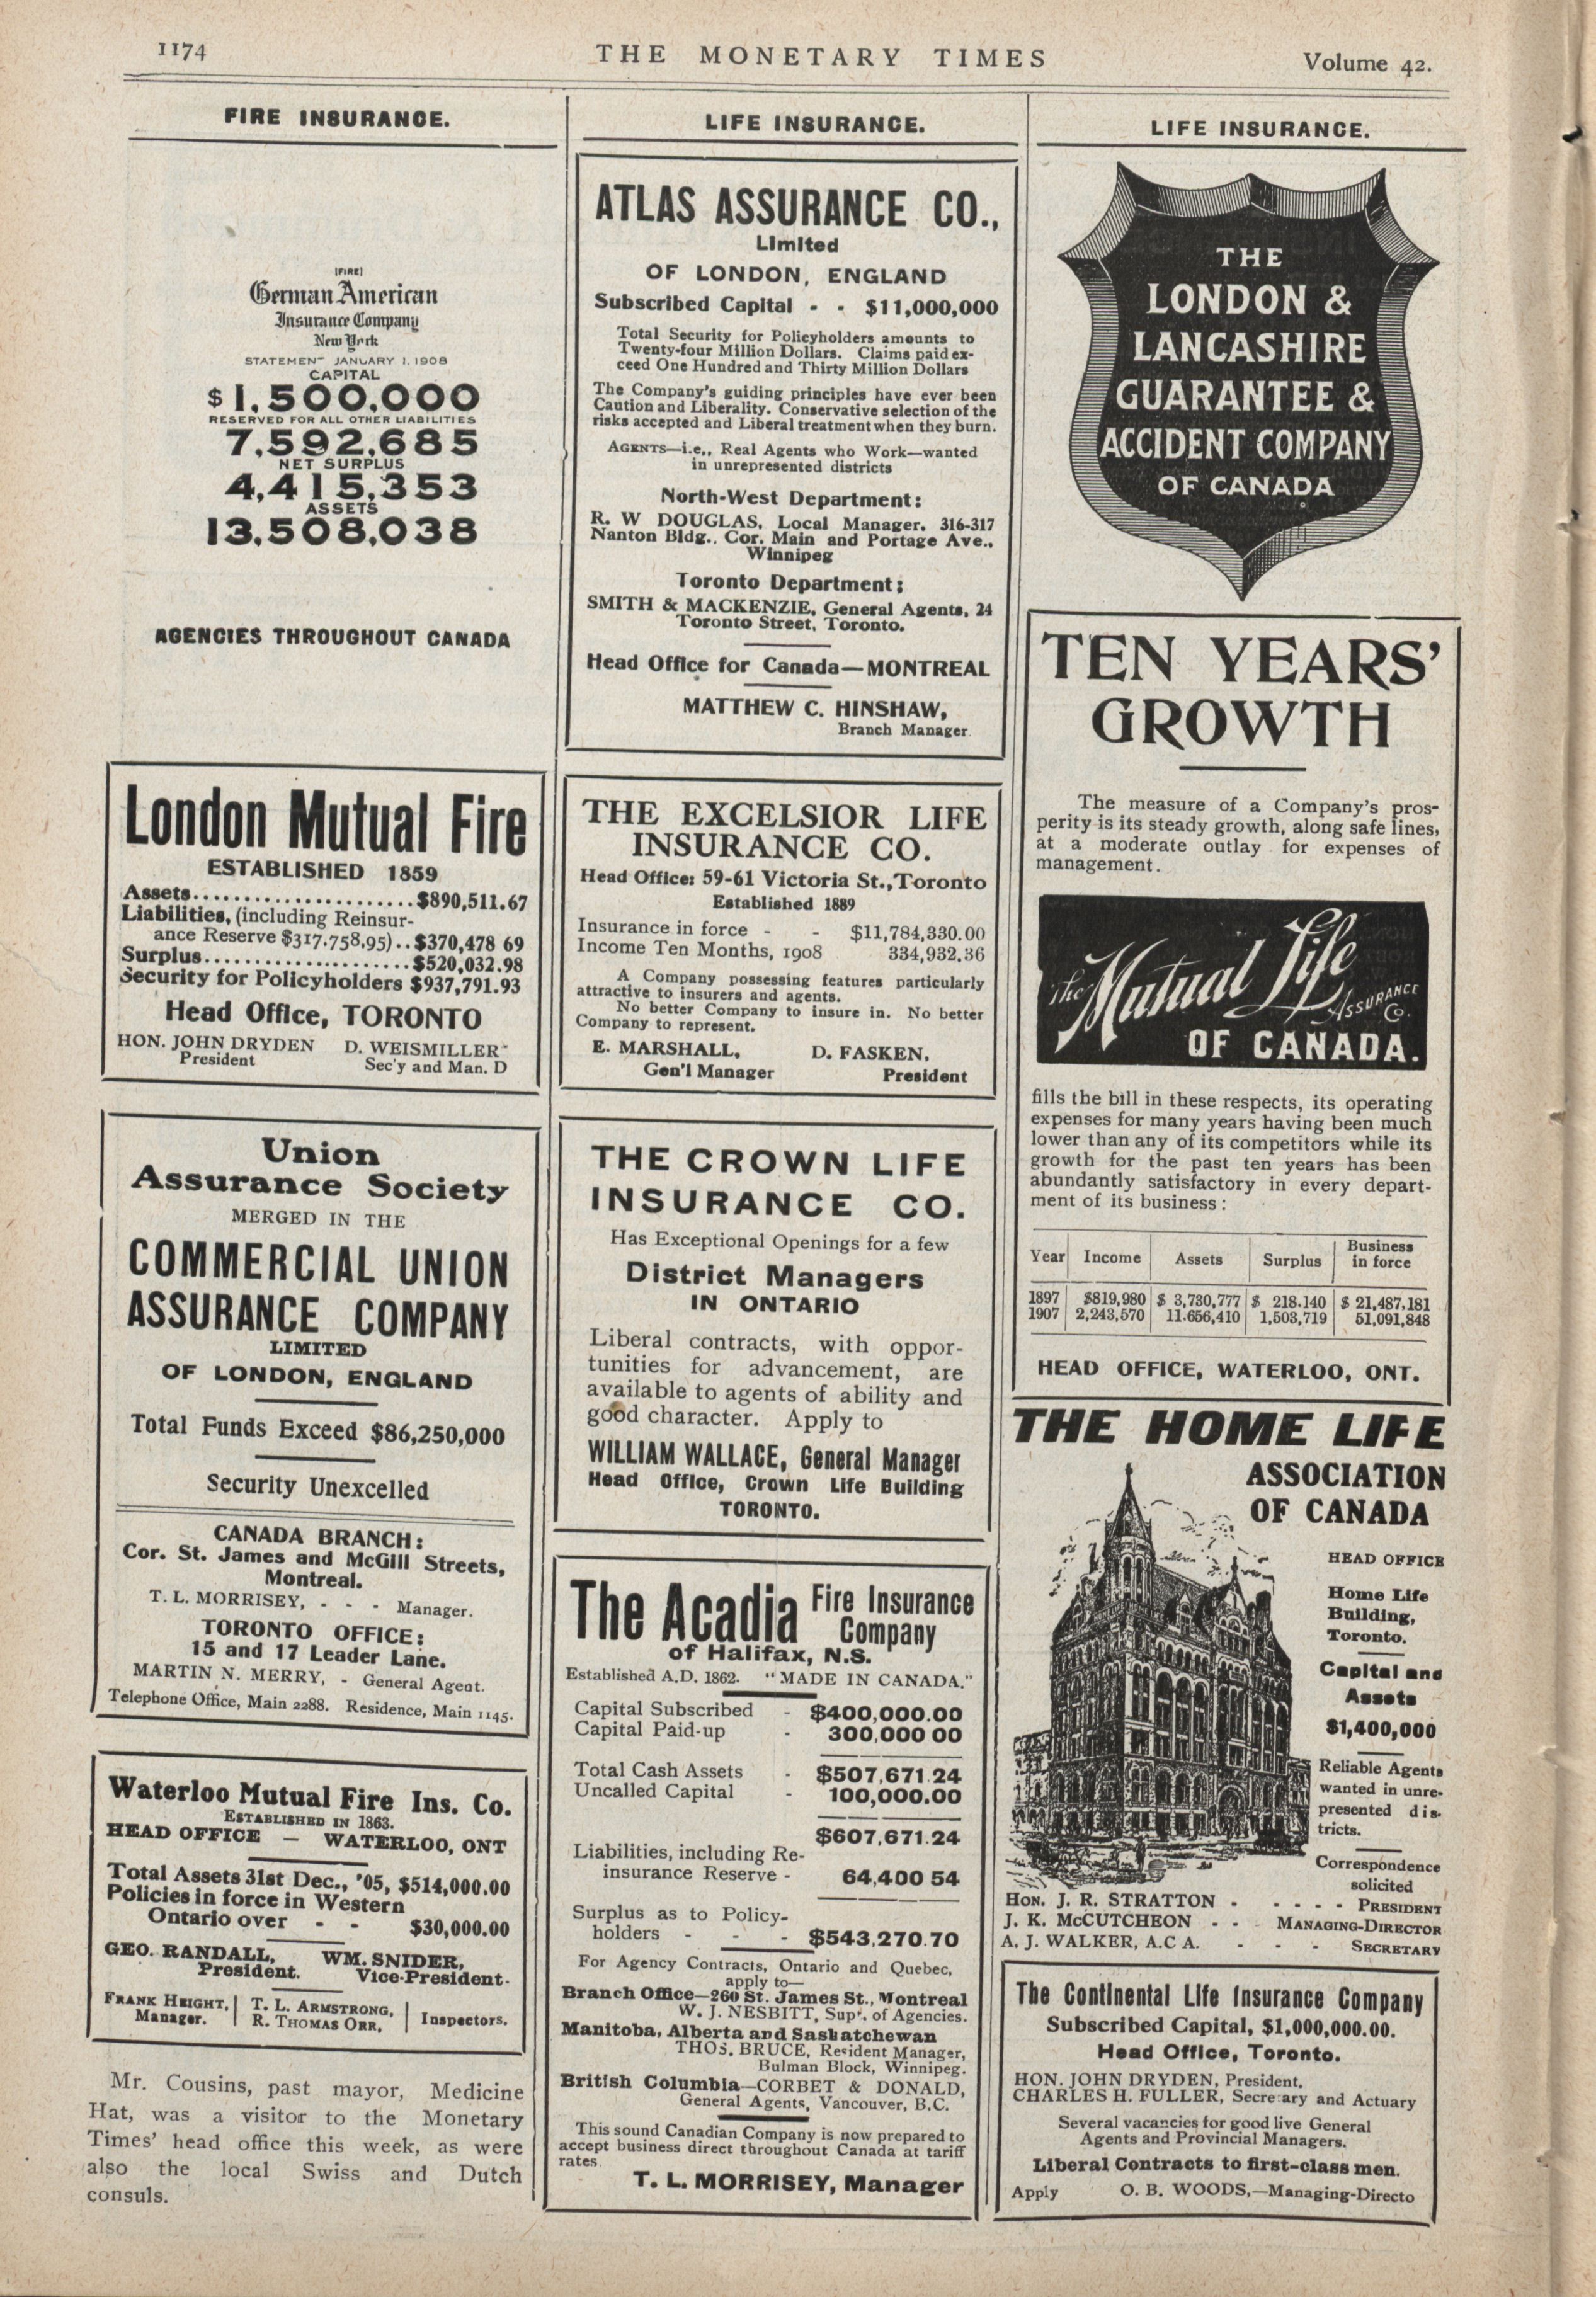 1174
THE MONETARY TIMES
Volume 42.
FIRE INSURANCE.
[FIRE]
German American
Insurance Company
New York
STATEMENT JANUARY 1, 1908
CAPITAL
$1,500,000
RESERVED FOR ALL OTHER LIABILITIES
7,592,685
NET SURPLUS
4,415,353
ASSETS
13,508,038
AGENCIES THROUGHOUT CANADA
London Mutual Fire
ESTABLISHED 1859
Assets.......................$890,511.67
Liabilities, (including Reinsur-
ance Reserve $317.758,95)..$370,478 69
Surplus.....................$520,032.98
Security for Policyholders $937,791.93
Head Office, TORONTO
HON. JOHN DRYDEN D. WEISMILLER
President Sec'y and Man. D
Union
Assurance Society
MERGED IN THE
COMMERCIAL UNION
ASSURANCE COMPANY
LIMITED
OF LONDON, ENGLAND
Total Funds Exceed $86,250,000
Security Unexcelled
CANADA BRANCH:
Cor. St. James and McGill Streets,
Montreal.
T. L. MORRISEY, - - - Manager.
TORONTO OFFICE:
15 and 17 Leader Lane.
MARTIN N. MERRY, - General Agent.
Telephone Office, Main 2288. Residence, Main 1145.
Waterloo Mutual Fire Ins. Co.
ESTABLISHED IN 1863.
HEAD OFFICE — WATERLOO, ONT
Total Assets 31st Dec., '05, $514,000.00
Policies in force in Western
Ontario over - - $30,000.00
GEO. RANDALL, WM. SNIDER,
President. Vice-President.
FRANK HEIGHT, T. L. ARMSTRONG,
Manager. R. THOMAS ORR, Inspectors.
Mr. Cousins, past mayor, Medicine
Hat, was a visitor to the Monetary
Times' head office this week, as were
also the local Swiss and Dutch
consuls.
LIFE INSURANCE.
ATLAS ASSURANCE CO.,
Limited
OF LONDON, ENGLAND
Subscribed Capital - - $11,000,000
Total Security for Policyholders amounts to
Twenty-four Million Dollars. Claims paid ex-
ceed One Hundred and Thirty Million Dollars
The Company's guiding principles have ever been
Caution and Liberality. Conservative selection of the
risks accepted and Liberal treatment when they burn.
AGENTS—i.e., Real Agents who Work—wanted
in unrepresented districts
North-West Department:
R. W DOUGLAS, Local Manager, 316-317
Nanton Bldg., Cor. Main and Portage Ave.,
Winnipeg
Toronto Department:
SMITH & MACKENZIE, General Agents, 24
Toronto Street, Toronto.
Head Office for Canada—MONTREAL
MATTHEW C. HINSHAW,
Branch Manager
THE EXCELSIOR LIFE
INSURANCE CO.
Head Office: 59-61 Victoria St., Toronto
Established 1889
Insurance in force - - $11,784,330.00
Income Ten Months, 1908 334,932.36
A Company possessing features particularly
attractive to insurers and agents.
No better Company to insure in. No better
Company to represent.
E. MARSHALL, D. FASKEN,
Gen'l Manager President
THE CROWN LIFE
INSURANCE CO.
Has Exceptional Openings for a few
District Managers
IN ONTARIO
Liberal contracts, with oppor-
tunities for advancement, are
available to agents of ability and
good character. Apply to
WILLIAM WALLACE, General Manager
Head Office, Crown Life Building
TORONTO.
The Acadia Fire Insurance
Company
of Halifax, N.S.
Established A.D. 1862. "MADE IN CANADA."
Capital Subscribed - $400,000.00
Capital Paid-up - 300,000 00
Total Cash Assets - $507,671.24
Uncalled Capital - 100,000.00
$607,671.24
Liabilities, including Re-
insurance Reserve - 64,400 54
Surplus as to Policy-
holders - - - $543,270.70
For Agency Contracts, Ontario and Quebec,
apply to—
Branch Office—260 St. James St., Montreal
W. J. NESBITT, Supt. of Agencies.
Manitoba, Alberta and Saskatchewan
THOS. BRUCE, Resident Manager,
Bulman Block, Winnipeg.
British Columbia—CORBET & DONALD,
General Agents, Vancouver, B.C.
This sound Canadian Company is now prepared to
accept business direct throughout Canada at tariff
rates.
T. L. MORRISEY, Manager
LIFE INSURANCE.
THE
LONDON &
LANCASHIRE
GUARANTEE &
ACCIDENT COMPANY
OF CANADA
TEN YEARS'
GROWTH
The measure of a Company's pros-
perity is its steady growth, along safe lines,
at a moderate outlay for expenses of
management.
The Mutual Life
ASSURANCE
Co.
OF CANADA.
fills the bill in these respects, its operating
expenses for many years having been much
lower than any of its competitors while its
growth for the past ten years has been
abundantly satisfactory in every depart-
ment of its business:
Year Income Assets Surplus Business
in force
1897 $819,980 $ 3,730,777 $ 218.140 $ 21,487,181
1907 2,243,570 11.656,410 1,503,719 51,091,848
HEAD OFFICE, WATERLOO, ONT.
THE HOME LIFE
ASSOCIATION
OF CANADA
HEAD OFFICE
Home Life
Building,
Toronto.
Capital and
Assets
$1,400,000
Reliable Agents
wanted in unre-
presented dis-
tricts.
Correspondence
solicited
HON. J. R. STRATTON - - - - - PRESIDENT
J. K. McCUTCHEON - - MANAGING-DIRECTOR
A. J. WALKER, A.C A. - - - SECRETARY
The Continental Life Insurance Company
Subscribed Capital, $1,000,000.00.
Head Office, Toronto.
HON. JOHN DRYDEN, President.
CHARLES H. FULLER, Secre ary and Actuary
Several vacancies for good live General
Agents and Provincial Managers.
Liberal Contracts to first-class men.
Apply O. B. WOODS,—Managing-Directo